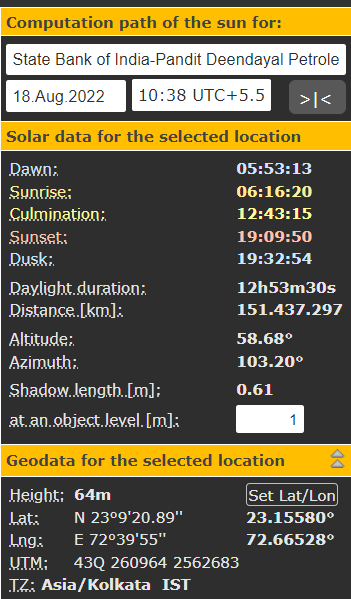 Computation path of the sun for:
State Bank of India-Pandit Deendayal Petrole
18.Aug.2022 10:38 UTC+5.5 >|<
Solar data for the selected location
Dawn: 05:53:13
Sunrise: 06:16:20
Culmination: 12:43:15
Sunset: 19:09:50
Dusk: 19:32:54
Daylight duration: 12h53m30s
Distance [km]: 151.437.297
Altitude: 58.68°
Azimuth: 103.20°
Shadow length [m]: 0.61
at an object level [m]: 1
Geodata for the selected location
Height: 64m Set Lat/Lon
Lat: N 23°9'20.89'' 23.15580°
Lng: E 72°39'55'' 72.66528°
UTM: 43Q 260964 2562683
TZ: Asia/Kolkata IST